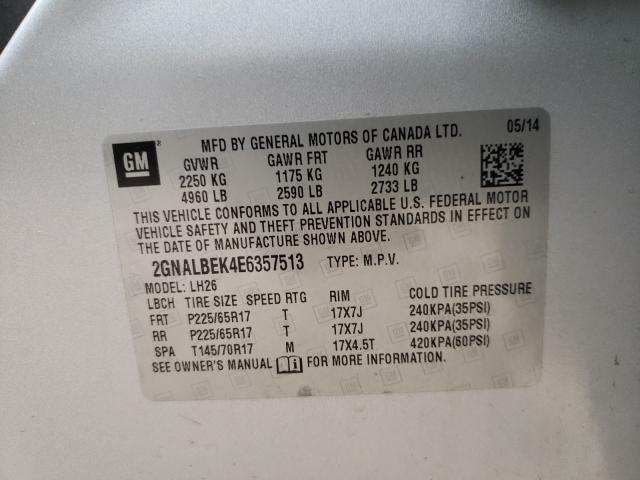 GM ®
MFD BY GENERAL MOTORS OF CANADA LTD. 05/14
GVWR GAWR FRT GAWR RR
2250 KG 1175 KG 1240 KG
4960 LB 2590 LB 2733 LB
THIS VEHICLE CONFORMS TO ALL APPLICABLE U.S. FEDERAL MOTOR
VEHICLE SAFETY AND THEFT PREVENTION STANDARDS IN EFFECT ON
THE DATE OF MANUFACTURE SHOWN ABOVE.
2GNALBEK4E6357513 TYPE: M.P.V.
MODEL: LH26
LBCH TIRE SIZE SPEED RTG RIM COLD TIRE PRESSURE
FRT P225/65R17 T 17X7J 240KPA(35PSI)
RR P225/65R17 T 17X7J 240KPA(35PSI)
SPA T145/70R17 M 17X4.5T 420KPA(60PSI)
SEE OWNER'S MANUAL FOR MORE INFORMATION.